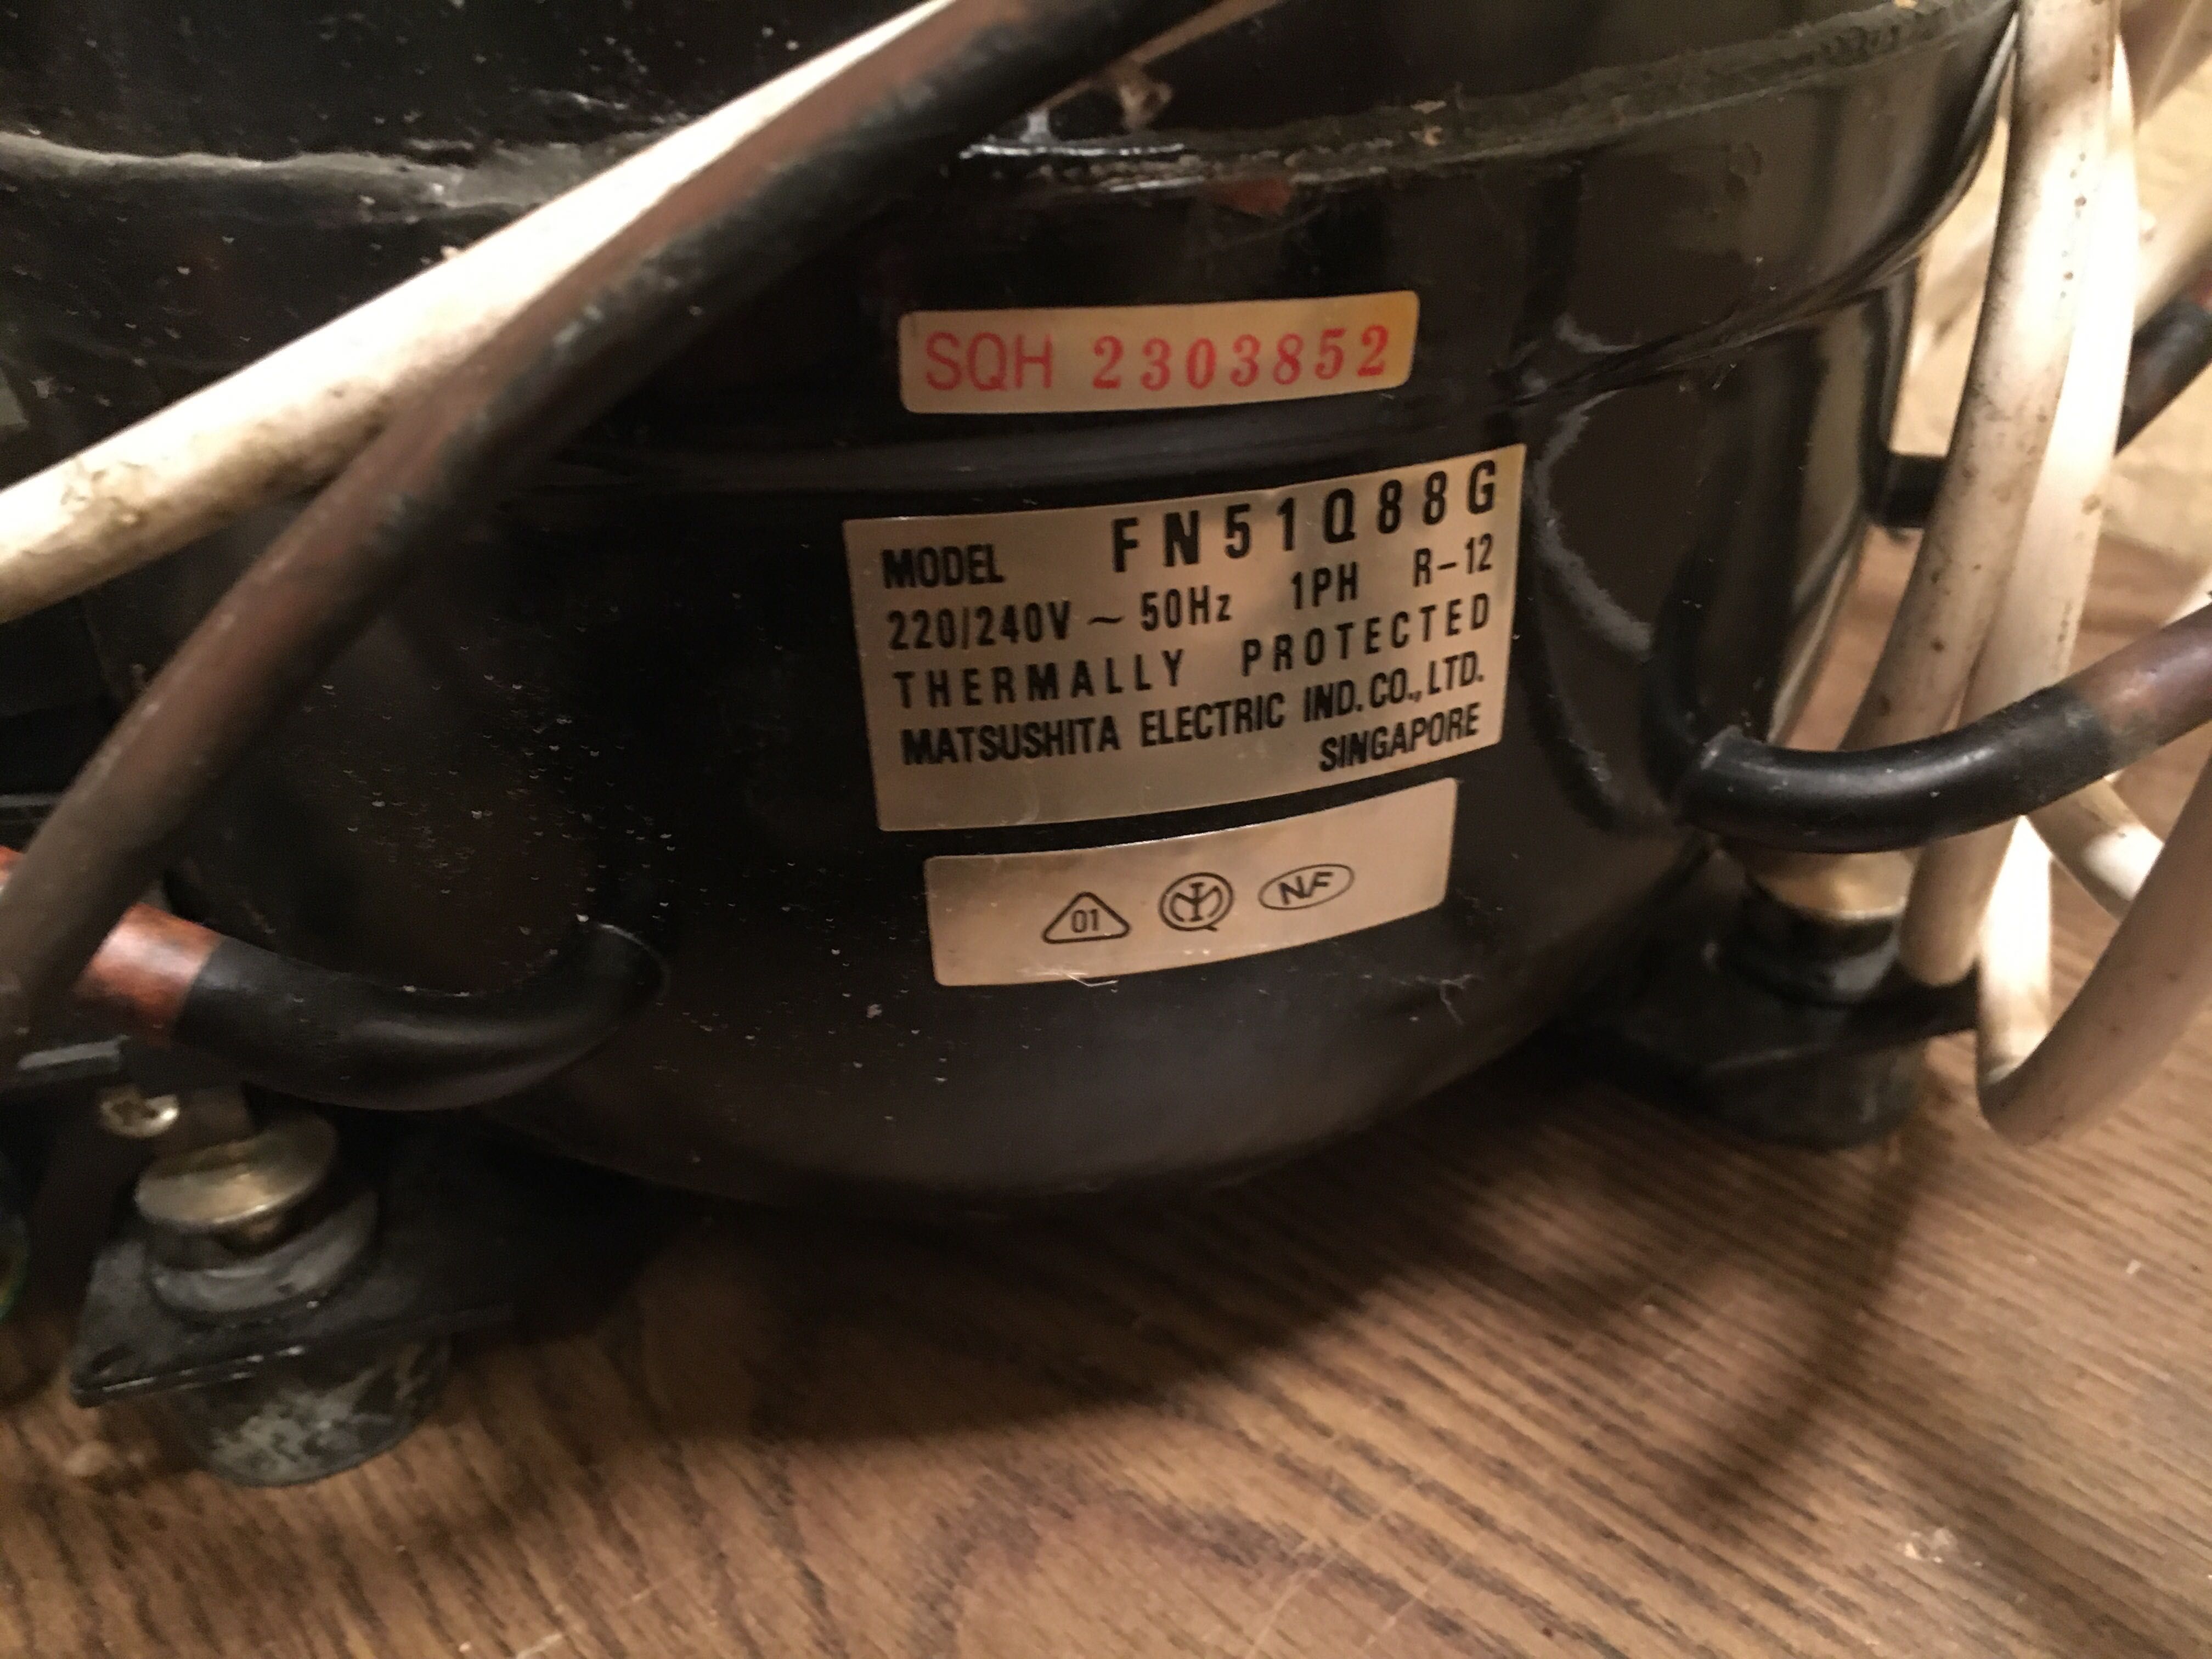 SQH 2303852
MODEL FN51Q88G
220/240V ~ 50Hz 1PH R-12
THERMALLY PROTECTED
MATSUSHITA ELECTRIC IND. CO., LTD.
SINGAPORE
01 NF